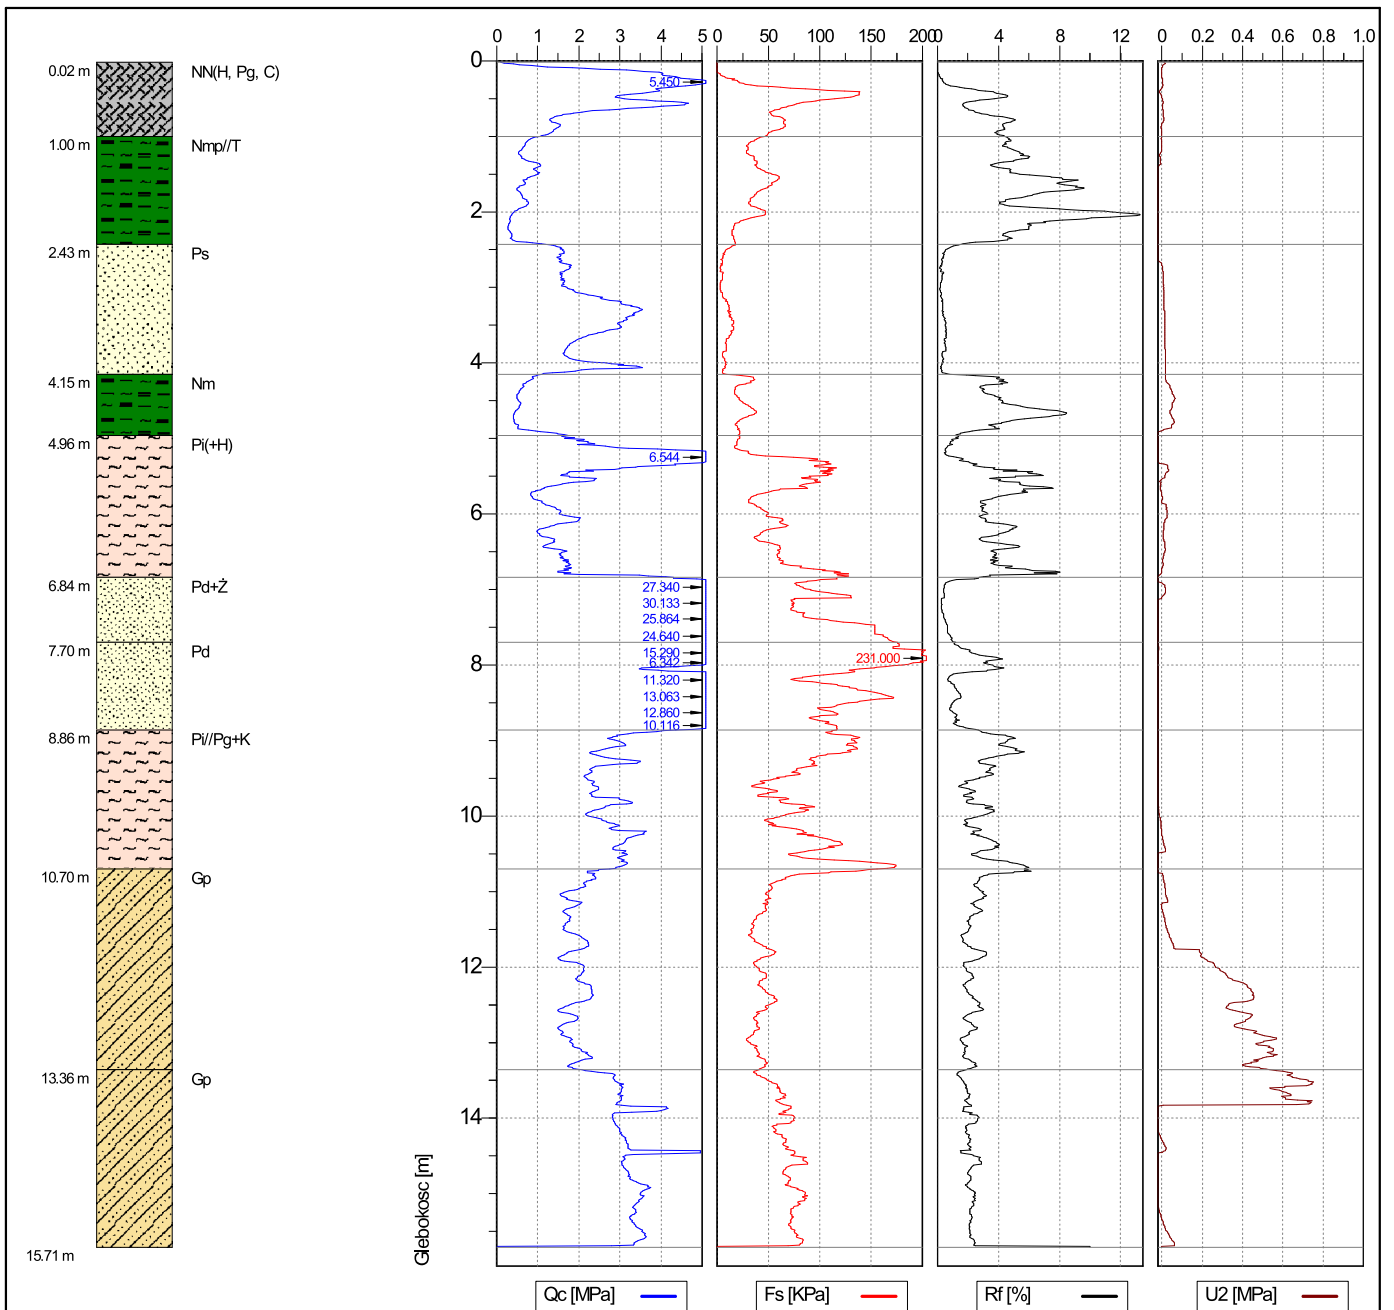 0 1 2 3 4 5
0 50 100 150 200
0 4 8 12
0 0.2 0.4 0.6 0.8 1.0
0.02 m NN(H, Pg, C)
1.00 m Nmp//T
2.43 m Ps
4.15 m Nm
4.96 m Pi(+H)
6.84 m Pd+Ż
7.70 m Pd
8.86 m Pi//Pg+K
10.70 m Gp
13.36 m Gp
15.71 m
Glebokosc [m]
0
2
4
6
8
10
12
14
5.450
6.544
27.340
30.133
25.864
24.640
15.290
6.342
11.320
13.063
12.860
10.116
231.000
Qc [MPa]
Fs [KPa]
Rf [%]
U2 [MPa]